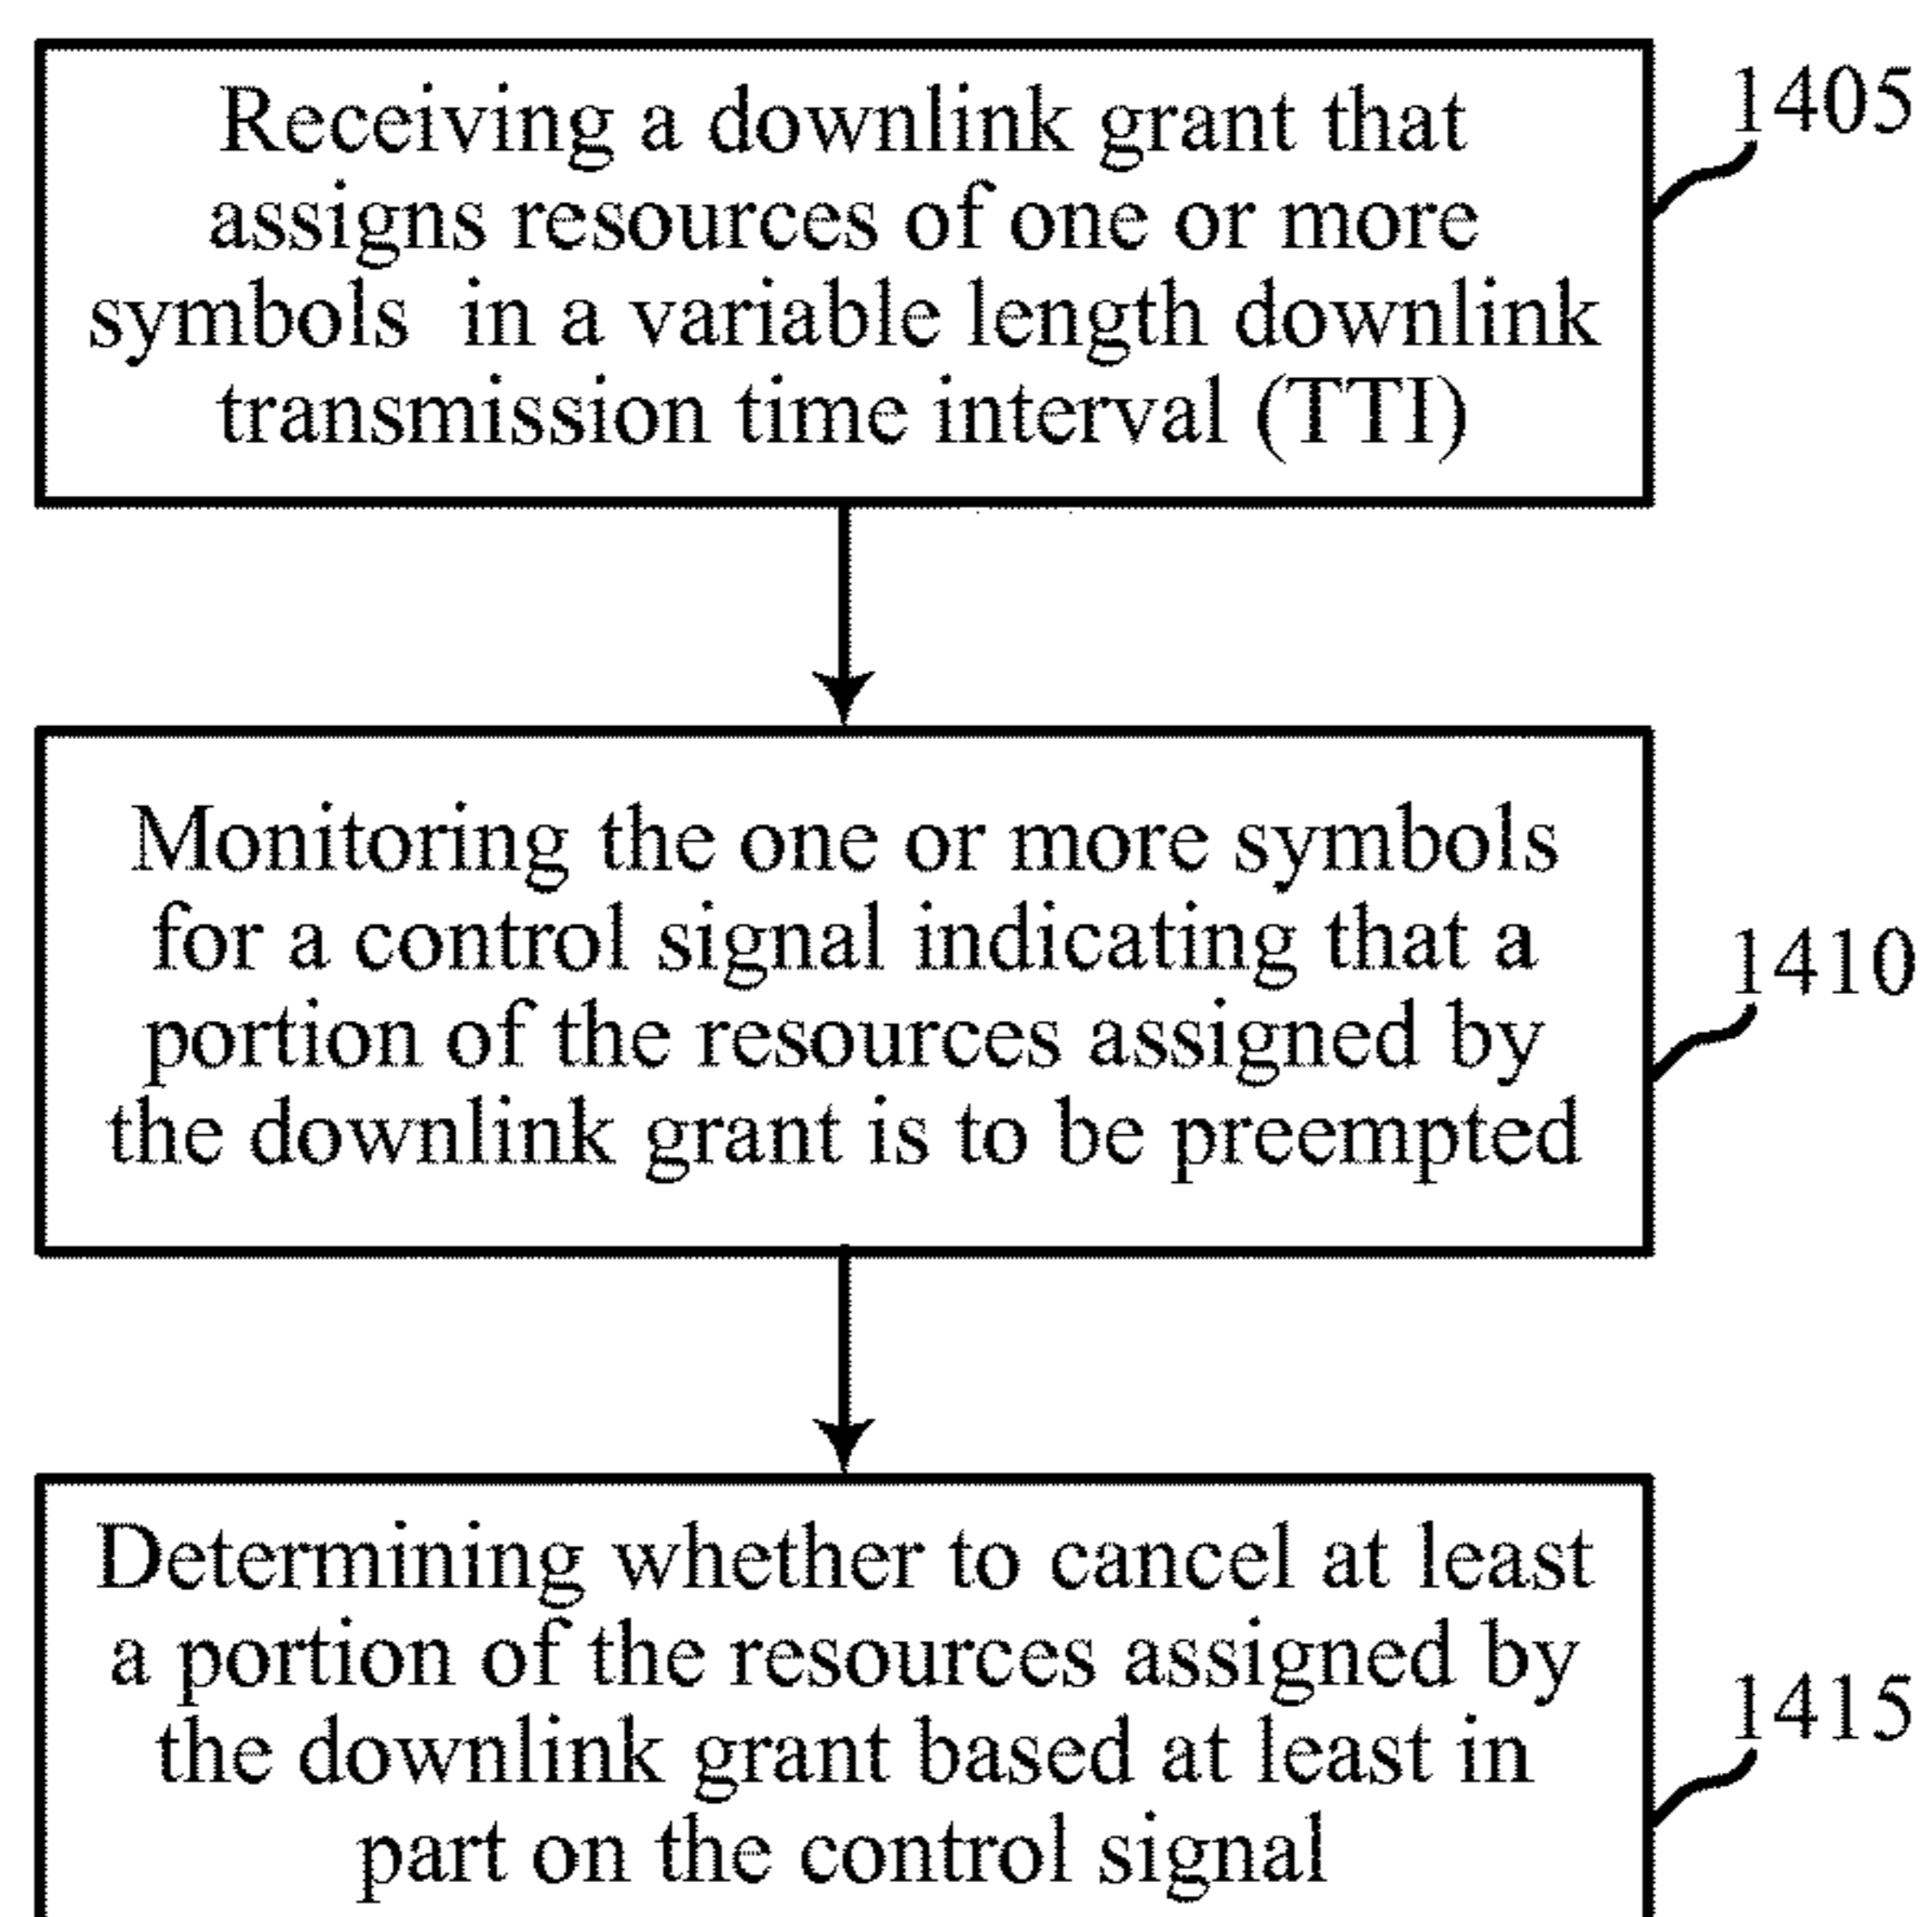 Receiving a downlink grant that
1405
assigns resources of one or more
symbols in a variable length downlink
transmission time interval (TTI)
Monitoring the one or more symbols
for a control signal indicating that a
1410
portion of the resources assigned by
the downlink grant is to be preempted
Determining whether to cancel at least
a portion of the resources assigned by
1415
the downlink grant based at least in
part on the control signal